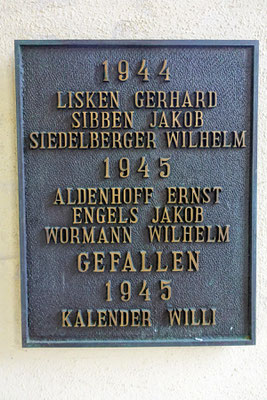 1944
LISKEN GERHARD
SIBBEN JAKOB
SIEDELBERGER WILHELM
1945
ALDENHOFF ERNST
ENGELS JAKOB
WORMANN WILHELM
GEFALLEN
1945
KALENDER WILLI